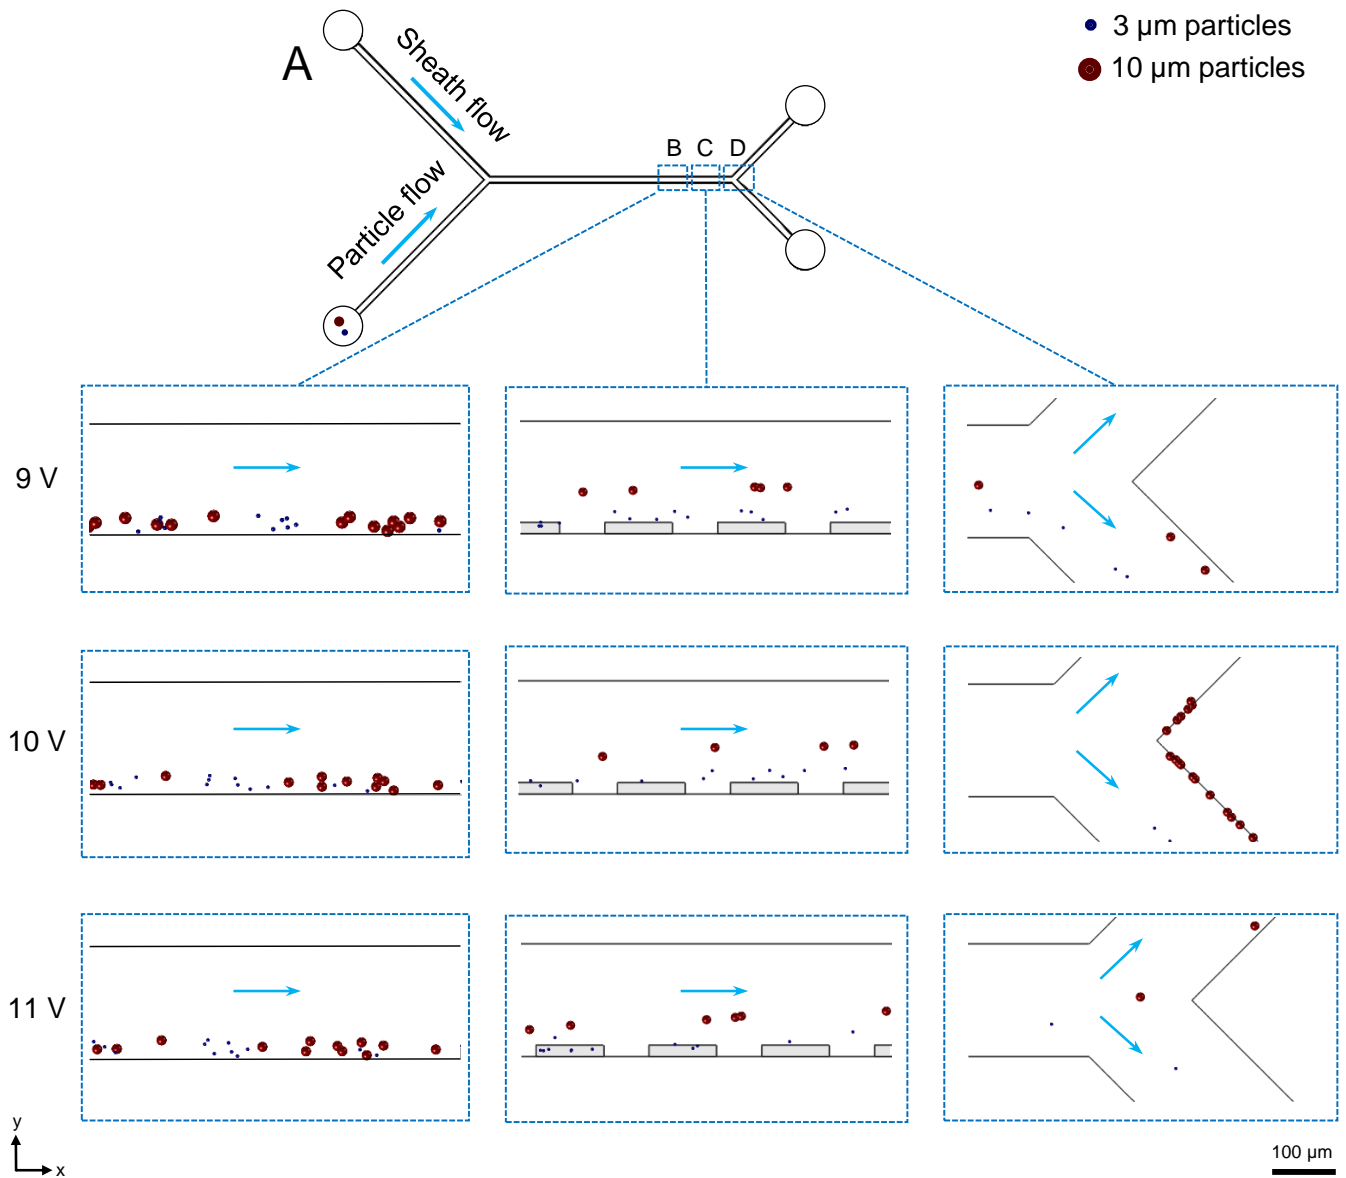 3 µm particles
10 µm particles
A
Sheath flow
Particle flow
B C D
9 V
10 V
11 V
y
x
100 µm